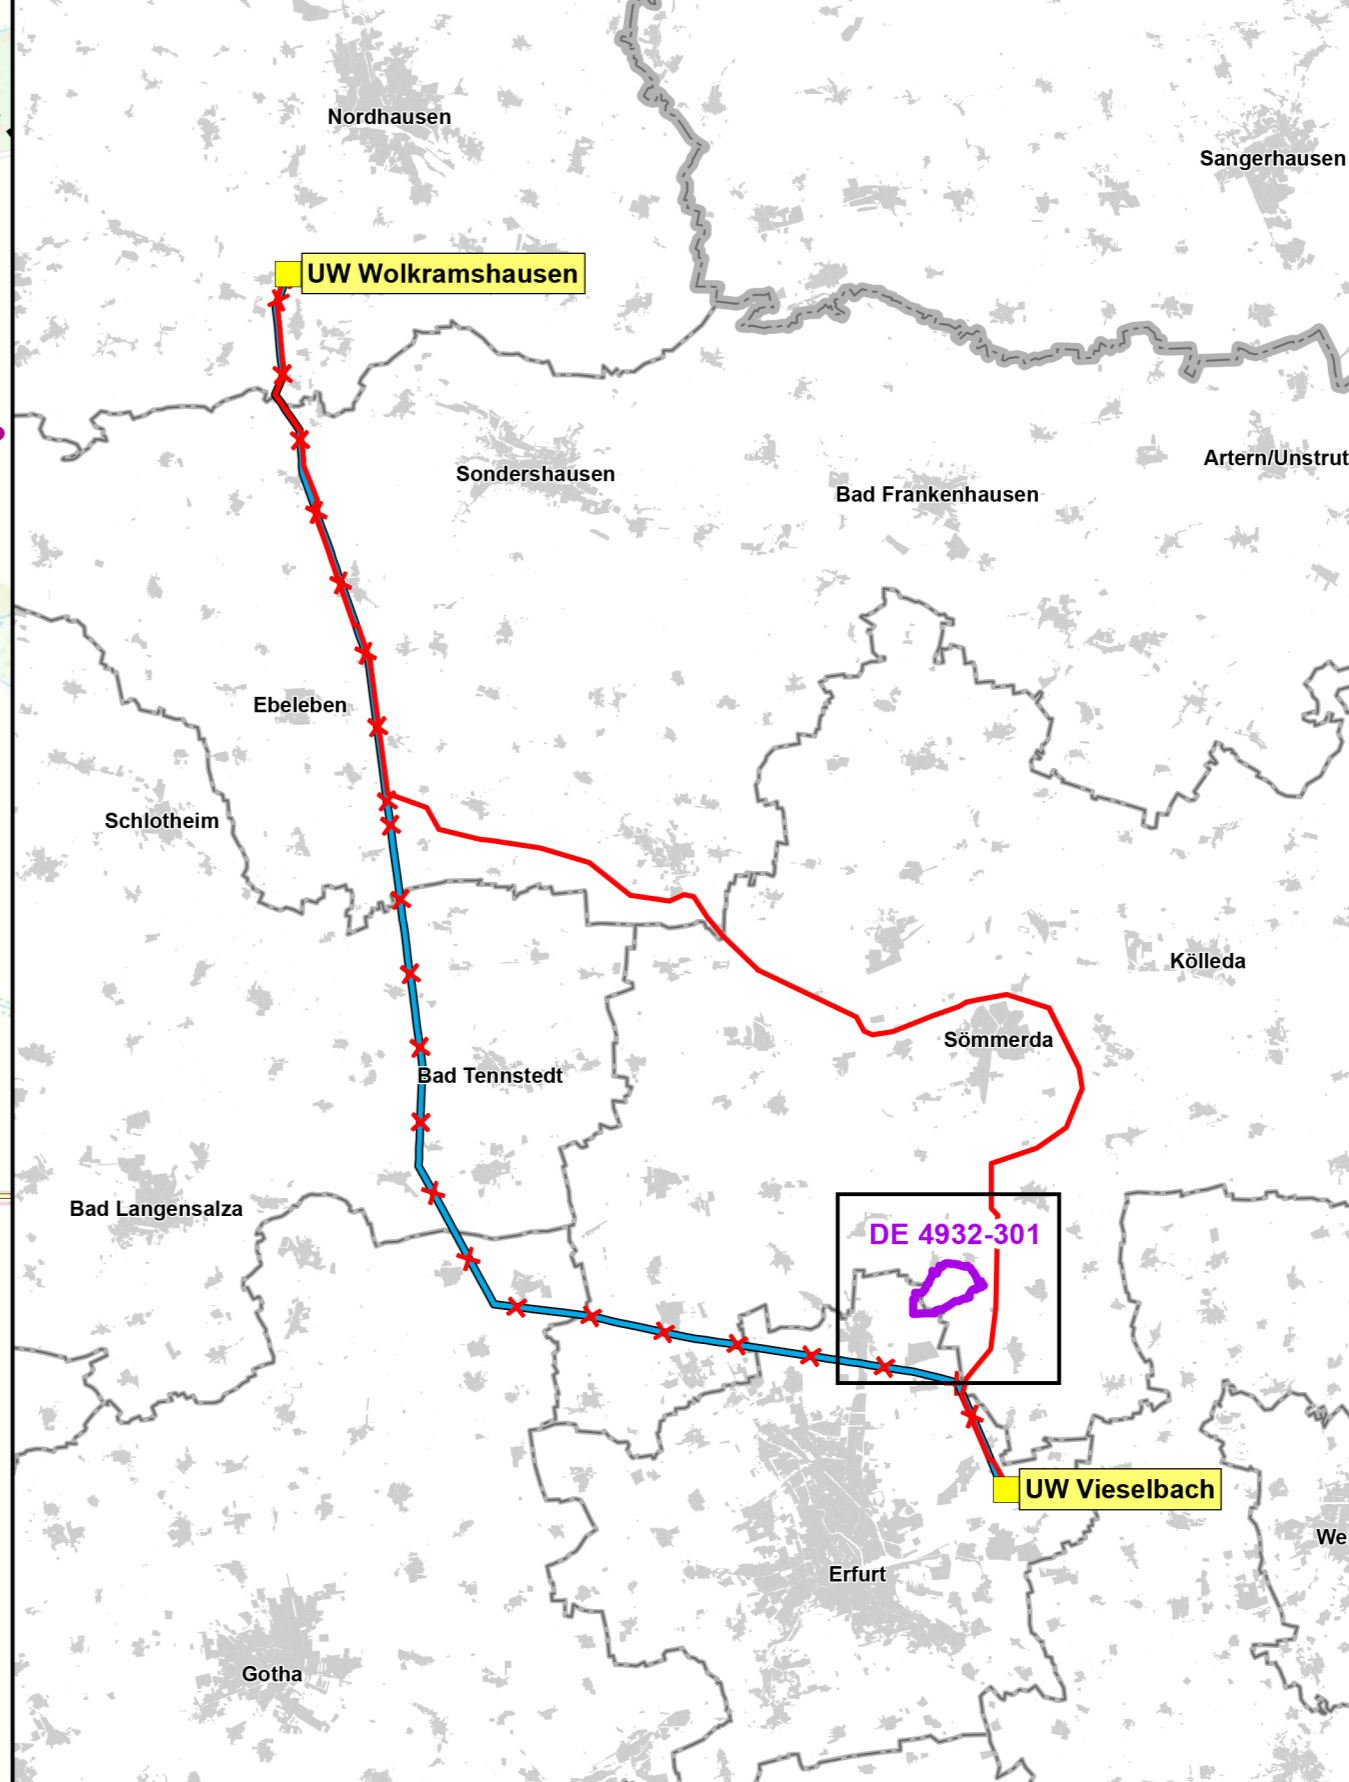 Nordhausen
Sangerhausen
UW Wolkramshausen
Sondershausen
Artern/Unstrut
Bad Frankenhausen
Ebeleben
Schlotheim
Kölleda
Sömmerda
Bad Tennstedt
Bad Langensalza
DE 4932-301
UW Vieselbach
We
Erfurt
Gotha